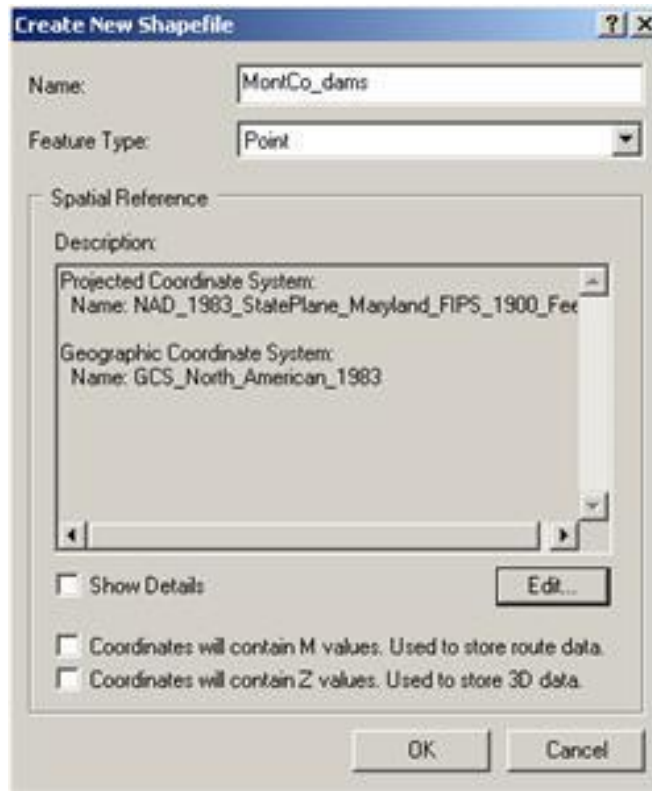 Create New Shapefile
Name:
MontCo_dams
Feature Type:
Point
Spatial Reference
Description:
Projected Coordinate System:
Name: NAD_1983_StatePlane_Maryland_FIPS_1900_Fee
Geographic Coordinate System:
Name: GCS_North_American_1983
Show Details
Edit...
Coordinates will contain M values. Used to store route data.
Coordinates will contain Z values. Used to store 3D data.
OK
Cancel